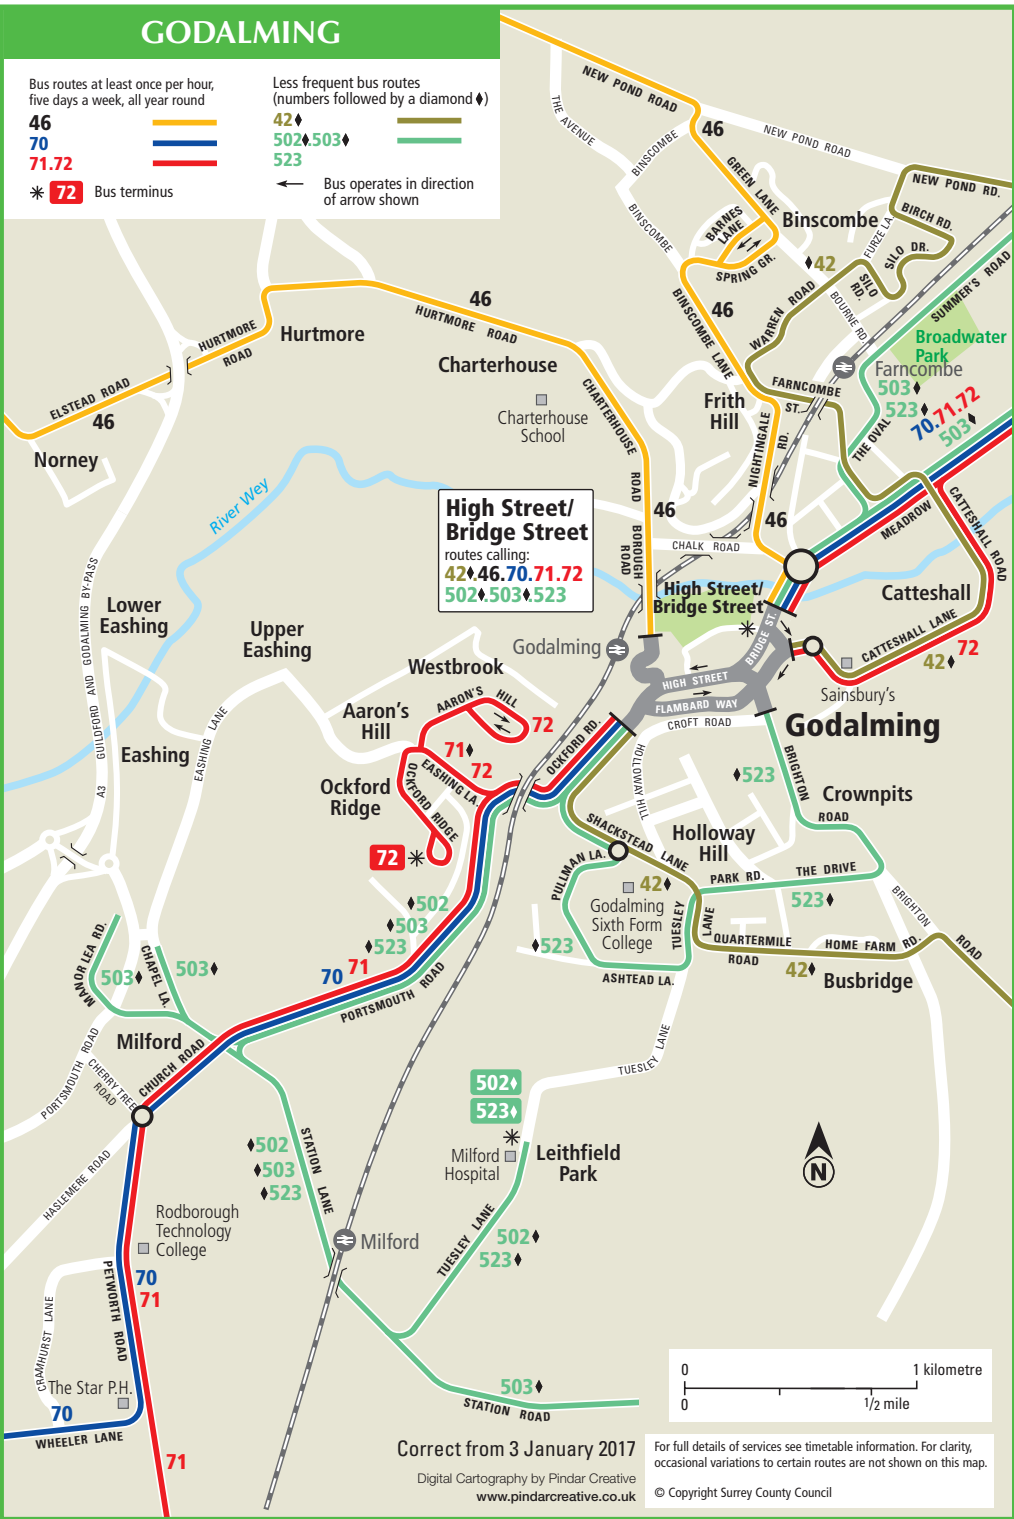 GODALMING
Bus routes at least once per hour,
five days a week, all year round
46
70
71.72
72 Bus terminus
Less frequent bus routes
(numbers followed by a diamond ♦)
42♦
502♦.503♦
523
Bus operates in direction
of arrow shown
NEW POND ROAD
THE AVENUE
46
BINSCOMBE
NEW POND ROAD
GREEN LANE
NEW POND RD.
BINSCOMBE
BARNES
LANE
Binscombe
BIRCH RD.
FURZE LA.
SILO DR.
SPRING GR.
♦42
SILO
RD.
SUMMER'S ROAD
46
HURTMORE ROAD
HURTMORE
ROAD
Hurtmore
BINSCOMBE LANE
46
WARREN ROAD
BOURNE RD.
Broadwater
Park
Charterhouse
Farncombe
ELSTEAD ROAD
46
CHARTERHOUSE
ROAD
Charterhouse
School
Frith
Hill
FARNCOMBE
ST.
503♦
523♦
70.71.72
503♦
THE OVAL
NIGHTINGALE
RD.
Norney
River Wey
High Street/
Bridge Street
routes calling:
42♦.46.70.71.72
502♦.503♦.523
46
46
MEADROW
CATTESHALL ROAD
BOROUGH
ROAD
CHALK ROAD
GUILDFORD AND GODALMING BY-PASS
Lower
Eashing
High Street/
Bridge Street
Catteshall
Upper
Eashing
Godalming
BRIDGE ST.
CATTESHALL LANE
42♦
72
Westbrook
HIGH STREET
FLAMBARD WAY
Sainsbury's
AARON'S HILL
72
CROFT ROAD
Godalming
Aaron's
Hill
71♦
72
OCKFORD RD.
EASHING LANE
Eashing
A3
EASHING LA.
HOLLOWAY HILL
♦523
BRIGHTON
ROAD
Crownpits
Ockford
Ridge
OCKFORD RIDGE
SHACKSTEAD LANE
Holloway
Hill
72
PULLMAN LA.
PARK RD.
THE DRIVE
42♦
523♦
Godalming
Sixth Form
College
BRIGHTON
ROAD
♦502
♦503
♦523
TUESLEY
LANE
♦523
QUARTERMILE
ROAD
HOME FARM RD.
42♦
Busbridge
ASHTEAD LA.
MANOR LEA RD.
503♦
CHAPEL LA.
503♦
70
71
PORTSMOUTH ROAD
Milford
CHURCH ROAD
PORTSMOUTH ROAD
CHERRY TREE
ROAD
TUESLEY LANE
502♦
523♦
Milford
Hospital
Leithfield
Park
N
♦502
♦503
♦523
STATION LANE
HASLEMERE ROAD
Rodborough
Technology
College
Milford
TUESLEY LANE
502♦
523♦
70
71
PETWORTH ROAD
CRAMHURST LANE
The Star P.H.
70
WHEELER LANE
71
503♦
STATION ROAD
0
1 kilometre
0
1/2 mile
Correct from 3 January 2017
Digital Cartography by Pindar Creative
www.pindarcreative.co.uk
For full details of services see timetable information. For clarity,
occasional variations to certain routes are not shown on this map.
© Copyright Surrey County Council